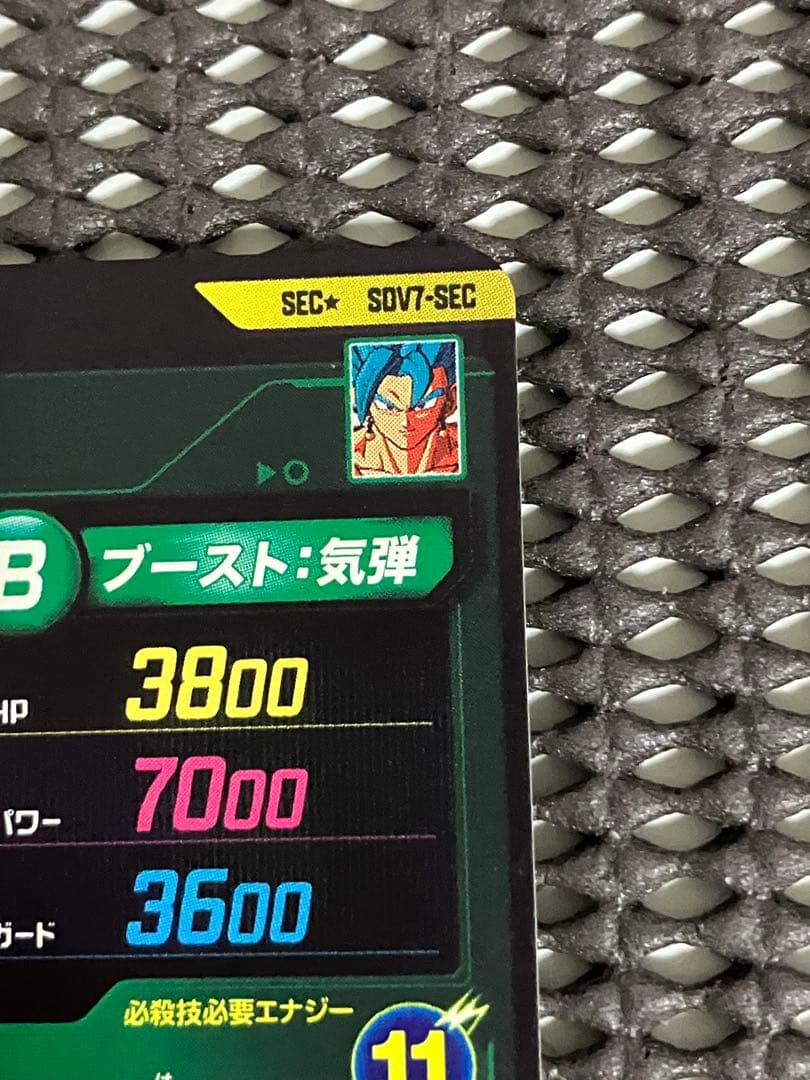 SEC★ SDV7-SEC
B ブースト:気弾
HP 3800
パワー 7000
ガード 3600
必殺技必要エナジー
11
は